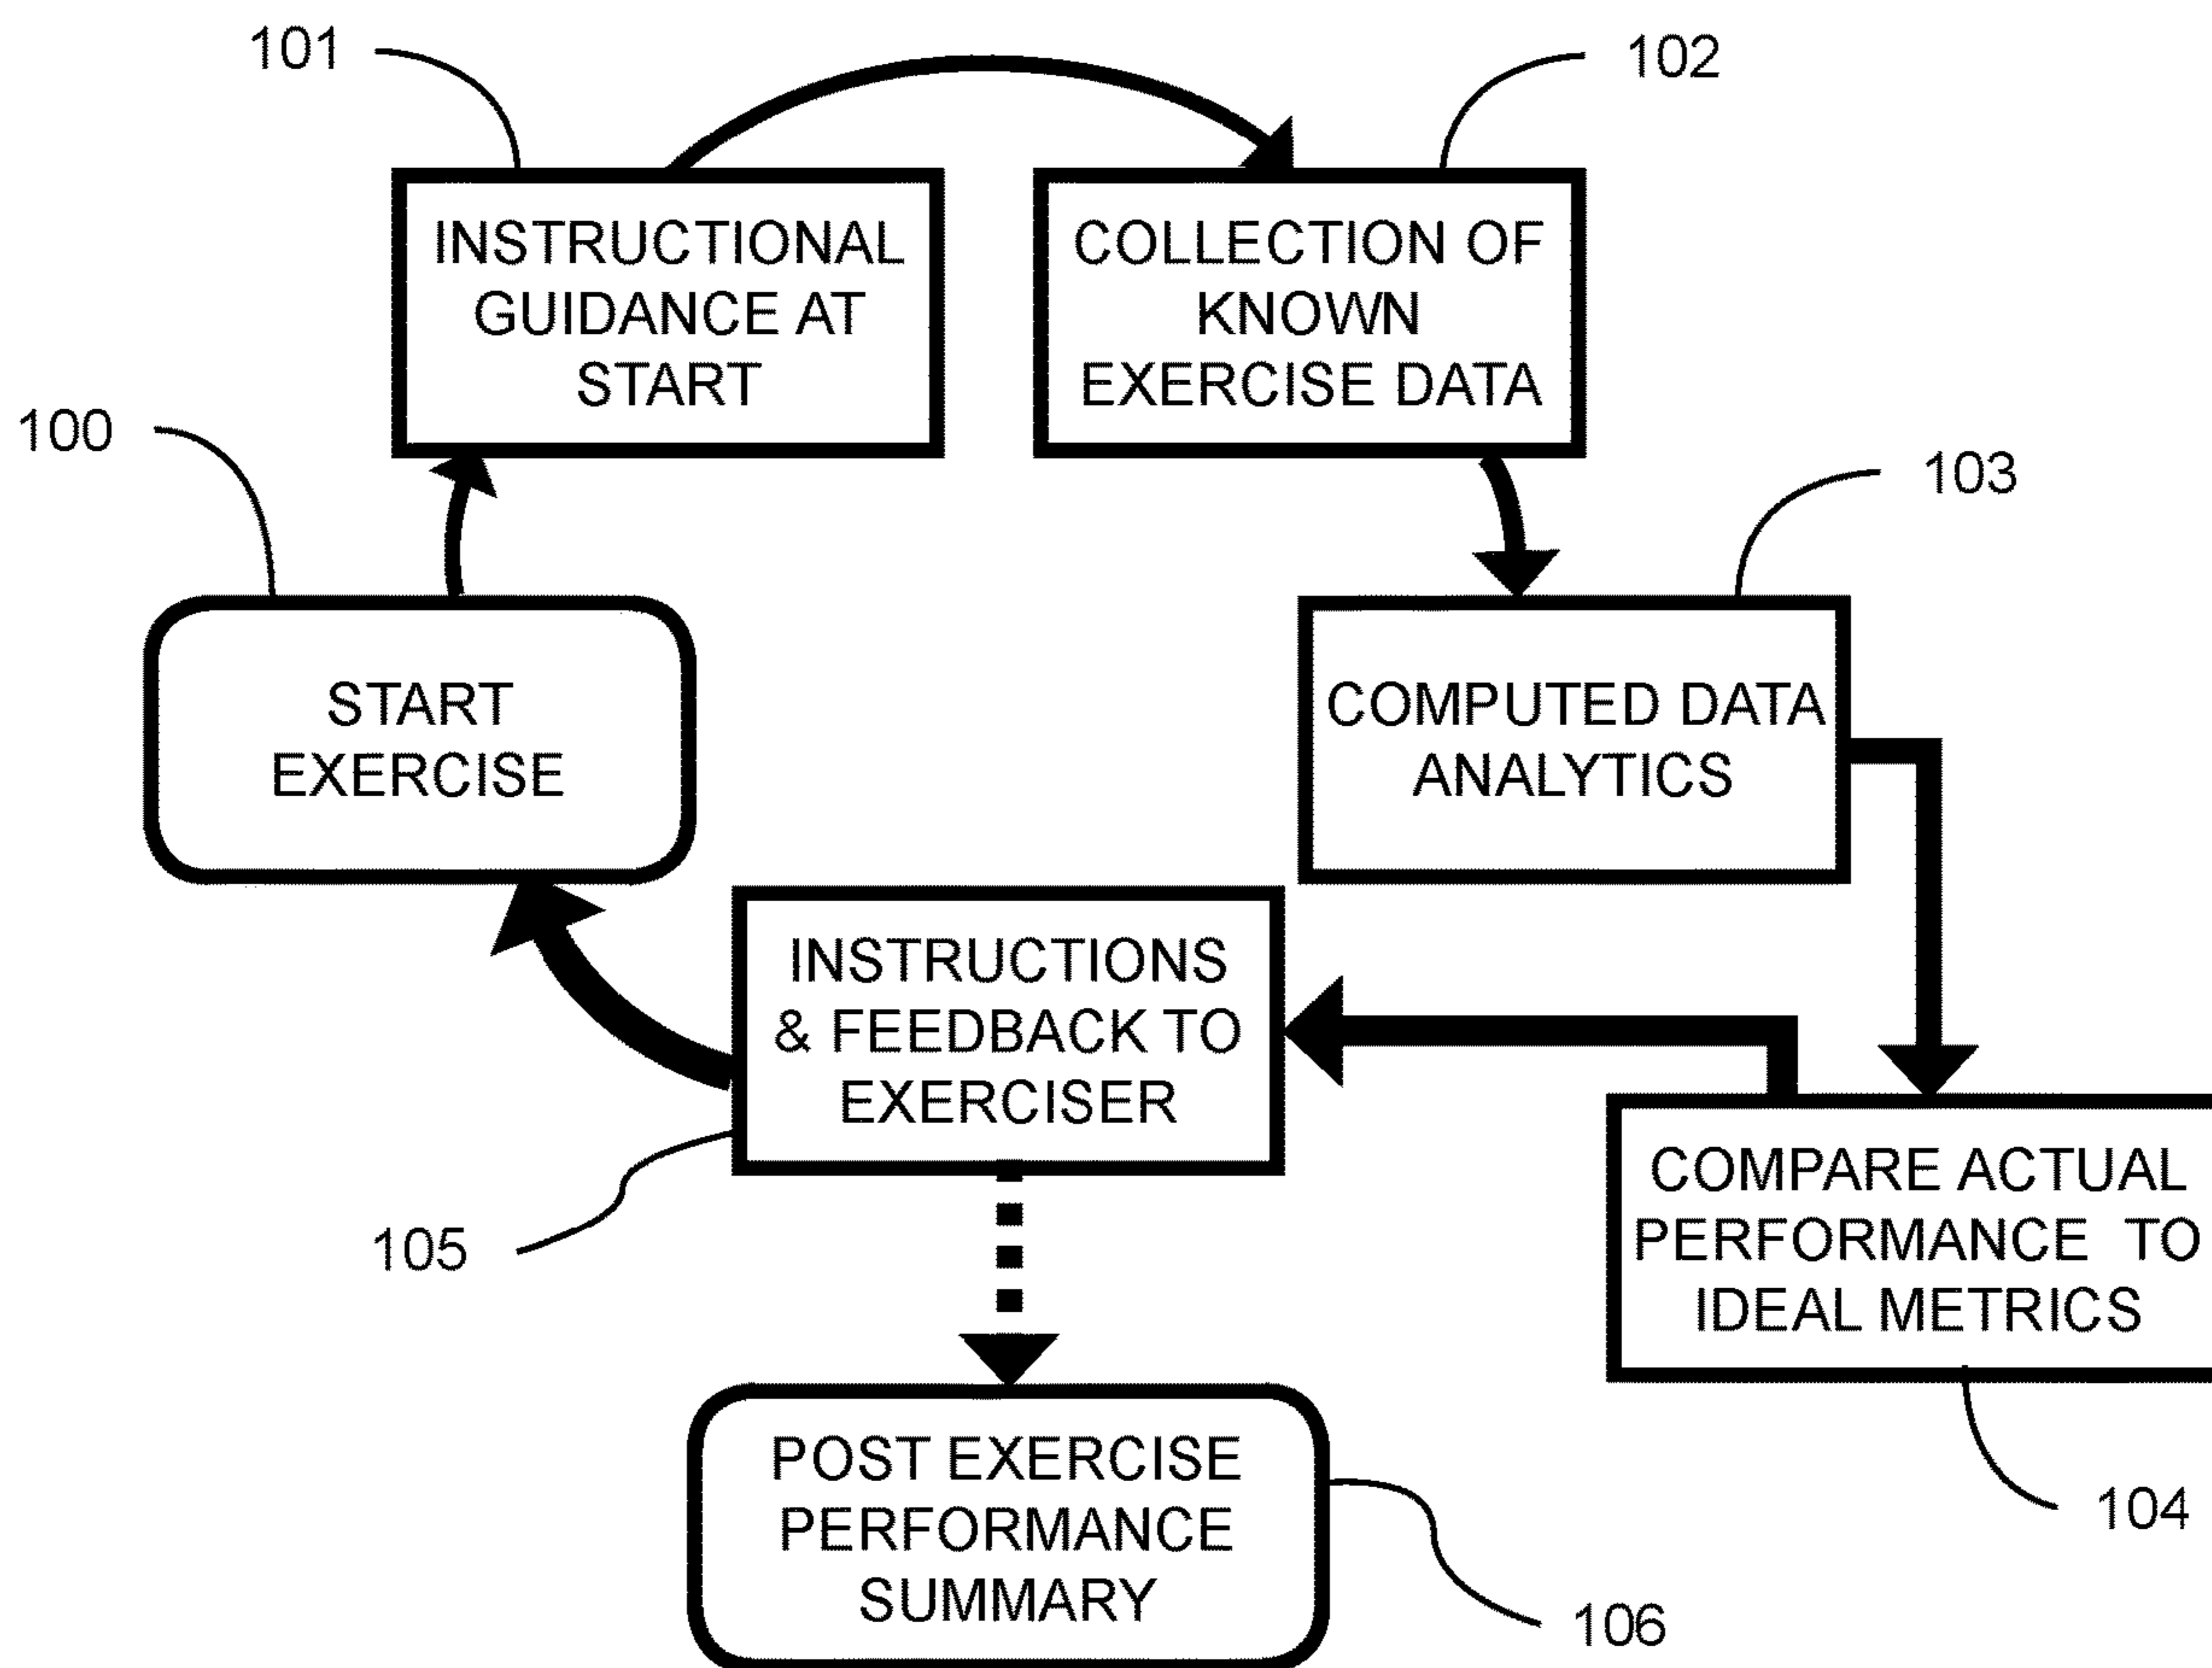 101
102
INSTRUCTIONAL
GUIDANCE AT
START
COLLECTION OF
KNOWN
EXERCISE DATA
100
103
START
EXERCISE
COMPUTED DATA
ANALYTICS
INSTRUCTIONS
& FEEDBACK TO
EXERCISER
105
COMPARE ACTUAL
PERFORMANCE TO
IDEAL METRICS
104
POST EXERCISE
PERFORMANCE
SUMMARY
106